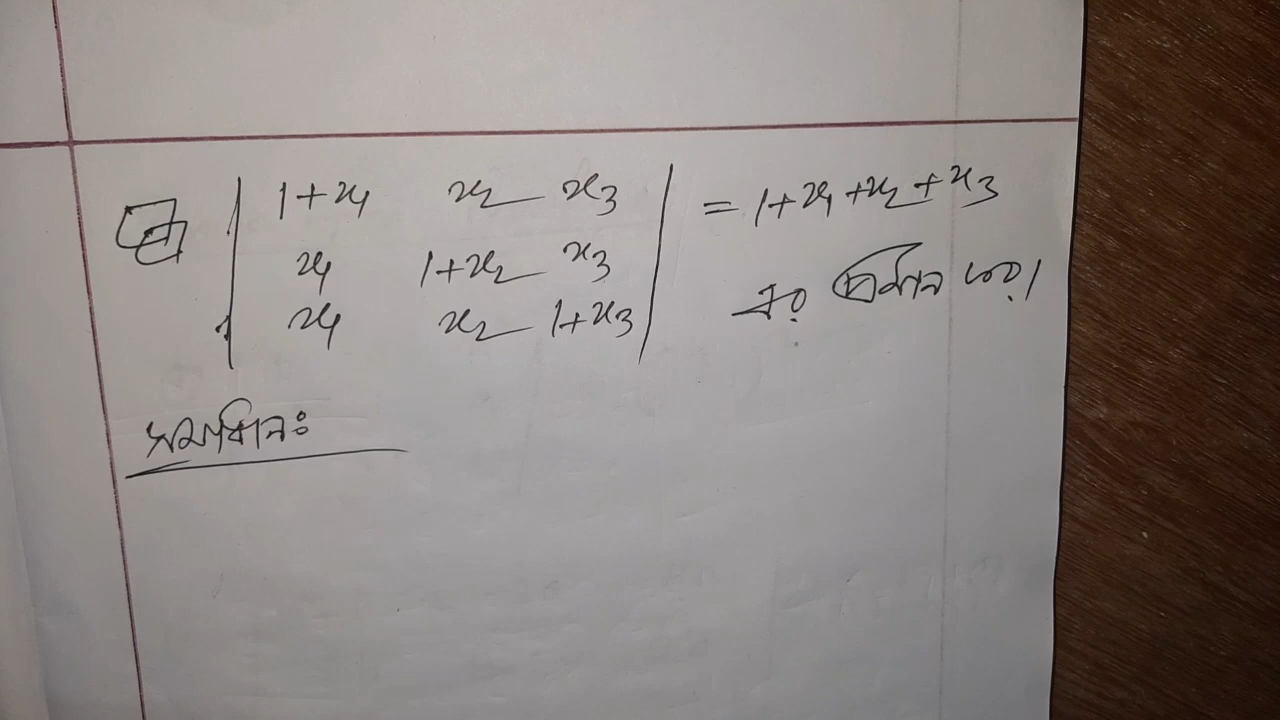 | 1+x₁ x₂ x₃ | = 1+x₁+x₂+x₃
| x₁ 1+x₂ x₃ | এর প্রমান কর।
| x₁ x₂ 1+x₃ |
সমাধানঃ